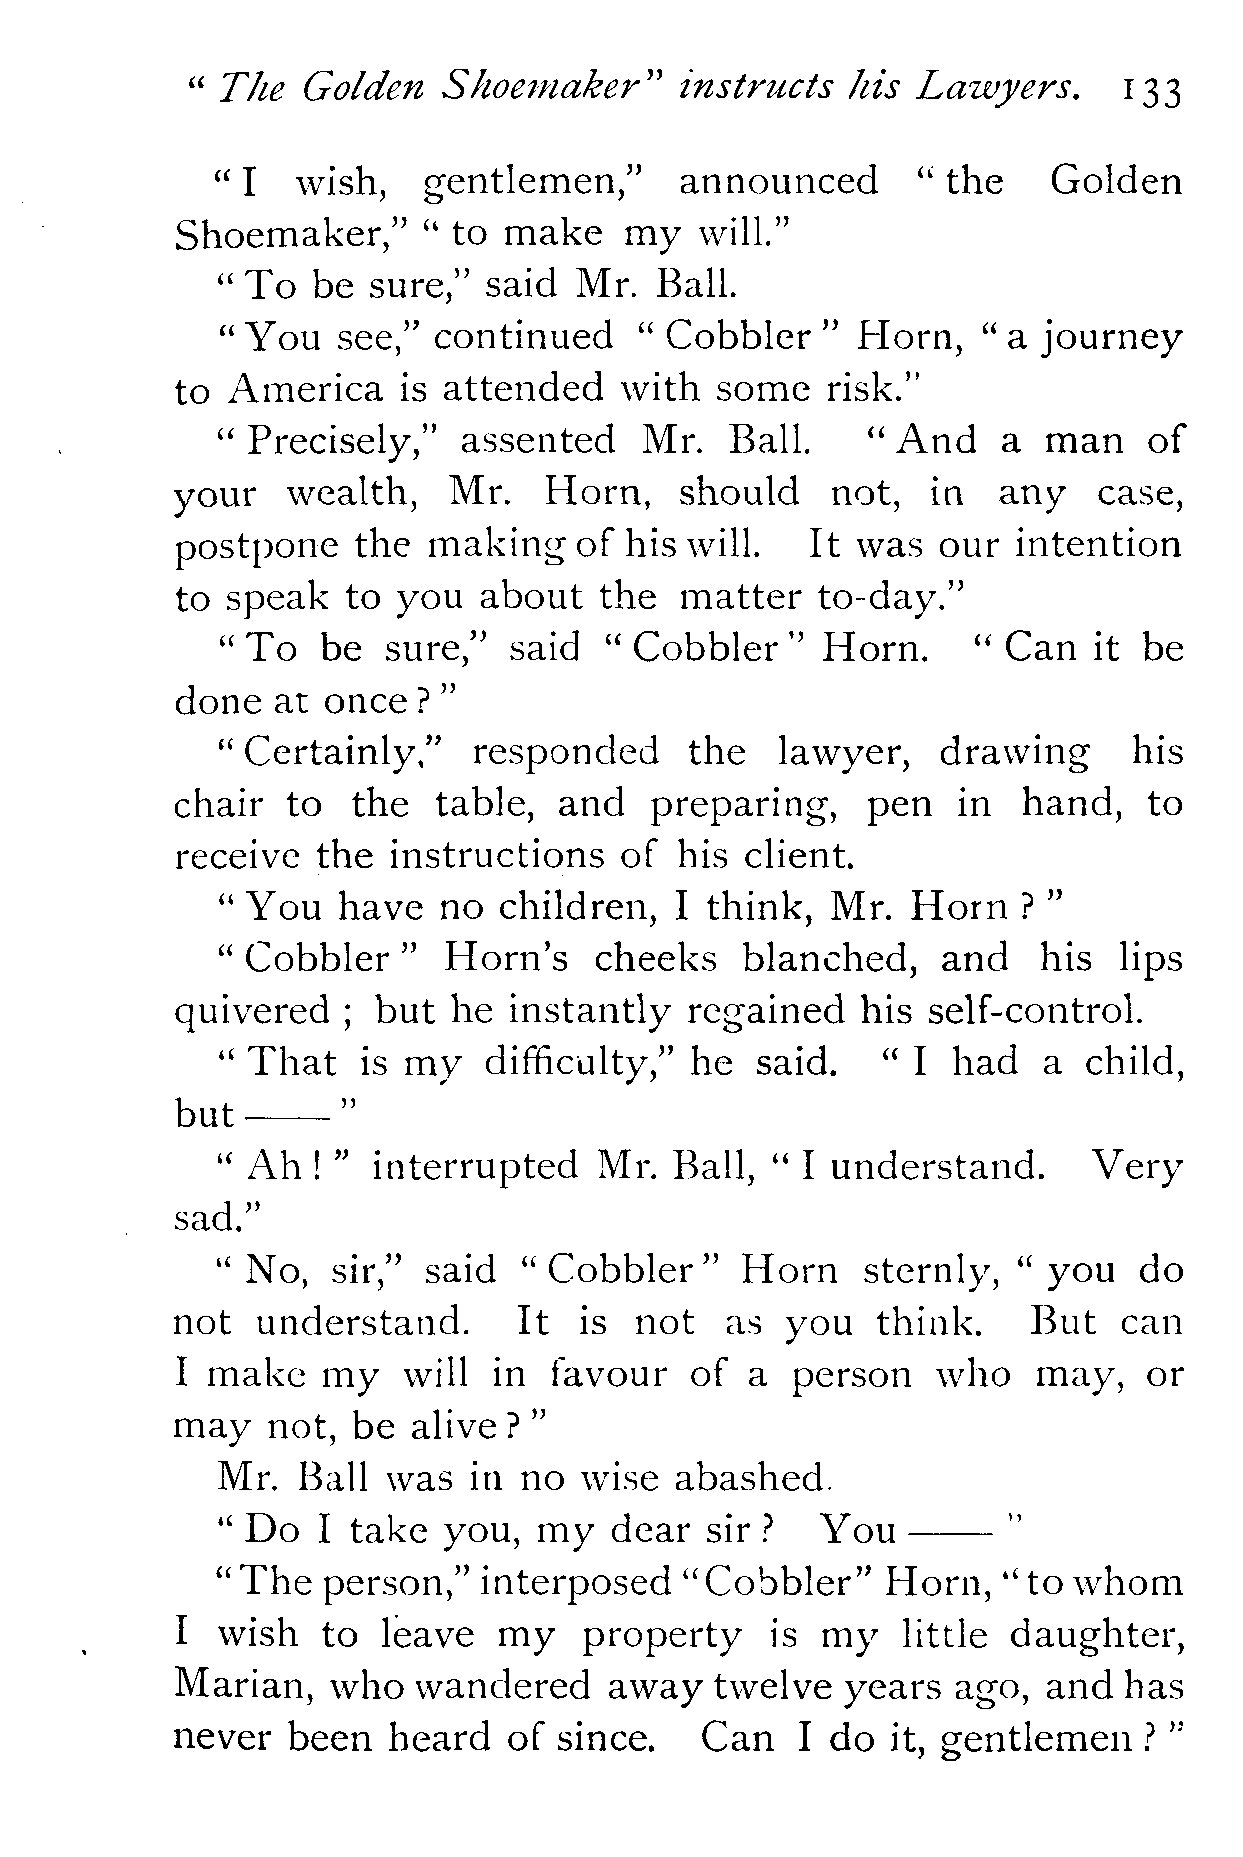 “ The Golden Shoemaker” instructs his Lawyers. 133
“ I wish, gentlemen,” announced “ the Golden
Shoemaker,” “ to make my will.”
“ To be sure,” said Mr. Ball.
“ You see,” continued “ Cobbler ” Horn, “ a journey
to America is attended with some risk.”
“ Precisely,” assented Mr. Ball. “ And a man of
your wealth, Mr. Horn, should not, in any case,
postpone the making of his will. It was our intention
to speak to you about the matter to-day.”
“ To be sure,” said “ Cobbler ” Horn. “ Can it be
done at once ? ”
“ Certainly,” responded the lawyer, drawing his
chair to the table, and preparing, pen in hand, to
receive the instructions of his client.
“ You have no children, I think, Mr. Horn ? ”
“ Cobbler ” Horn’s cheeks blanched, and his lips
quivered ; but he instantly regained his self-control.
“ That is my difficulty,” he said. “ I had a child,
but —— ”
“ Ah ! ” interrupted Mr. Ball, “ I understand. Very
sad.”
“ No, sir,” said “ Cobbler ” Horn sternly, “ you do
not understand. It is not as you think. But can
I make my will in favour of a person who may, or
may not, be alive ? ”
Mr. Ball was in no wise abashed.
“ Do I take you, my dear sir ? You —— ”
“ The person,” interposed “Cobbler” Horn, “ to whom
I wish to leave my property is my little daughter,
Marian, who wandered away twelve years ago, and has
never been heard of since. Can I do it, gentlemen ? ”